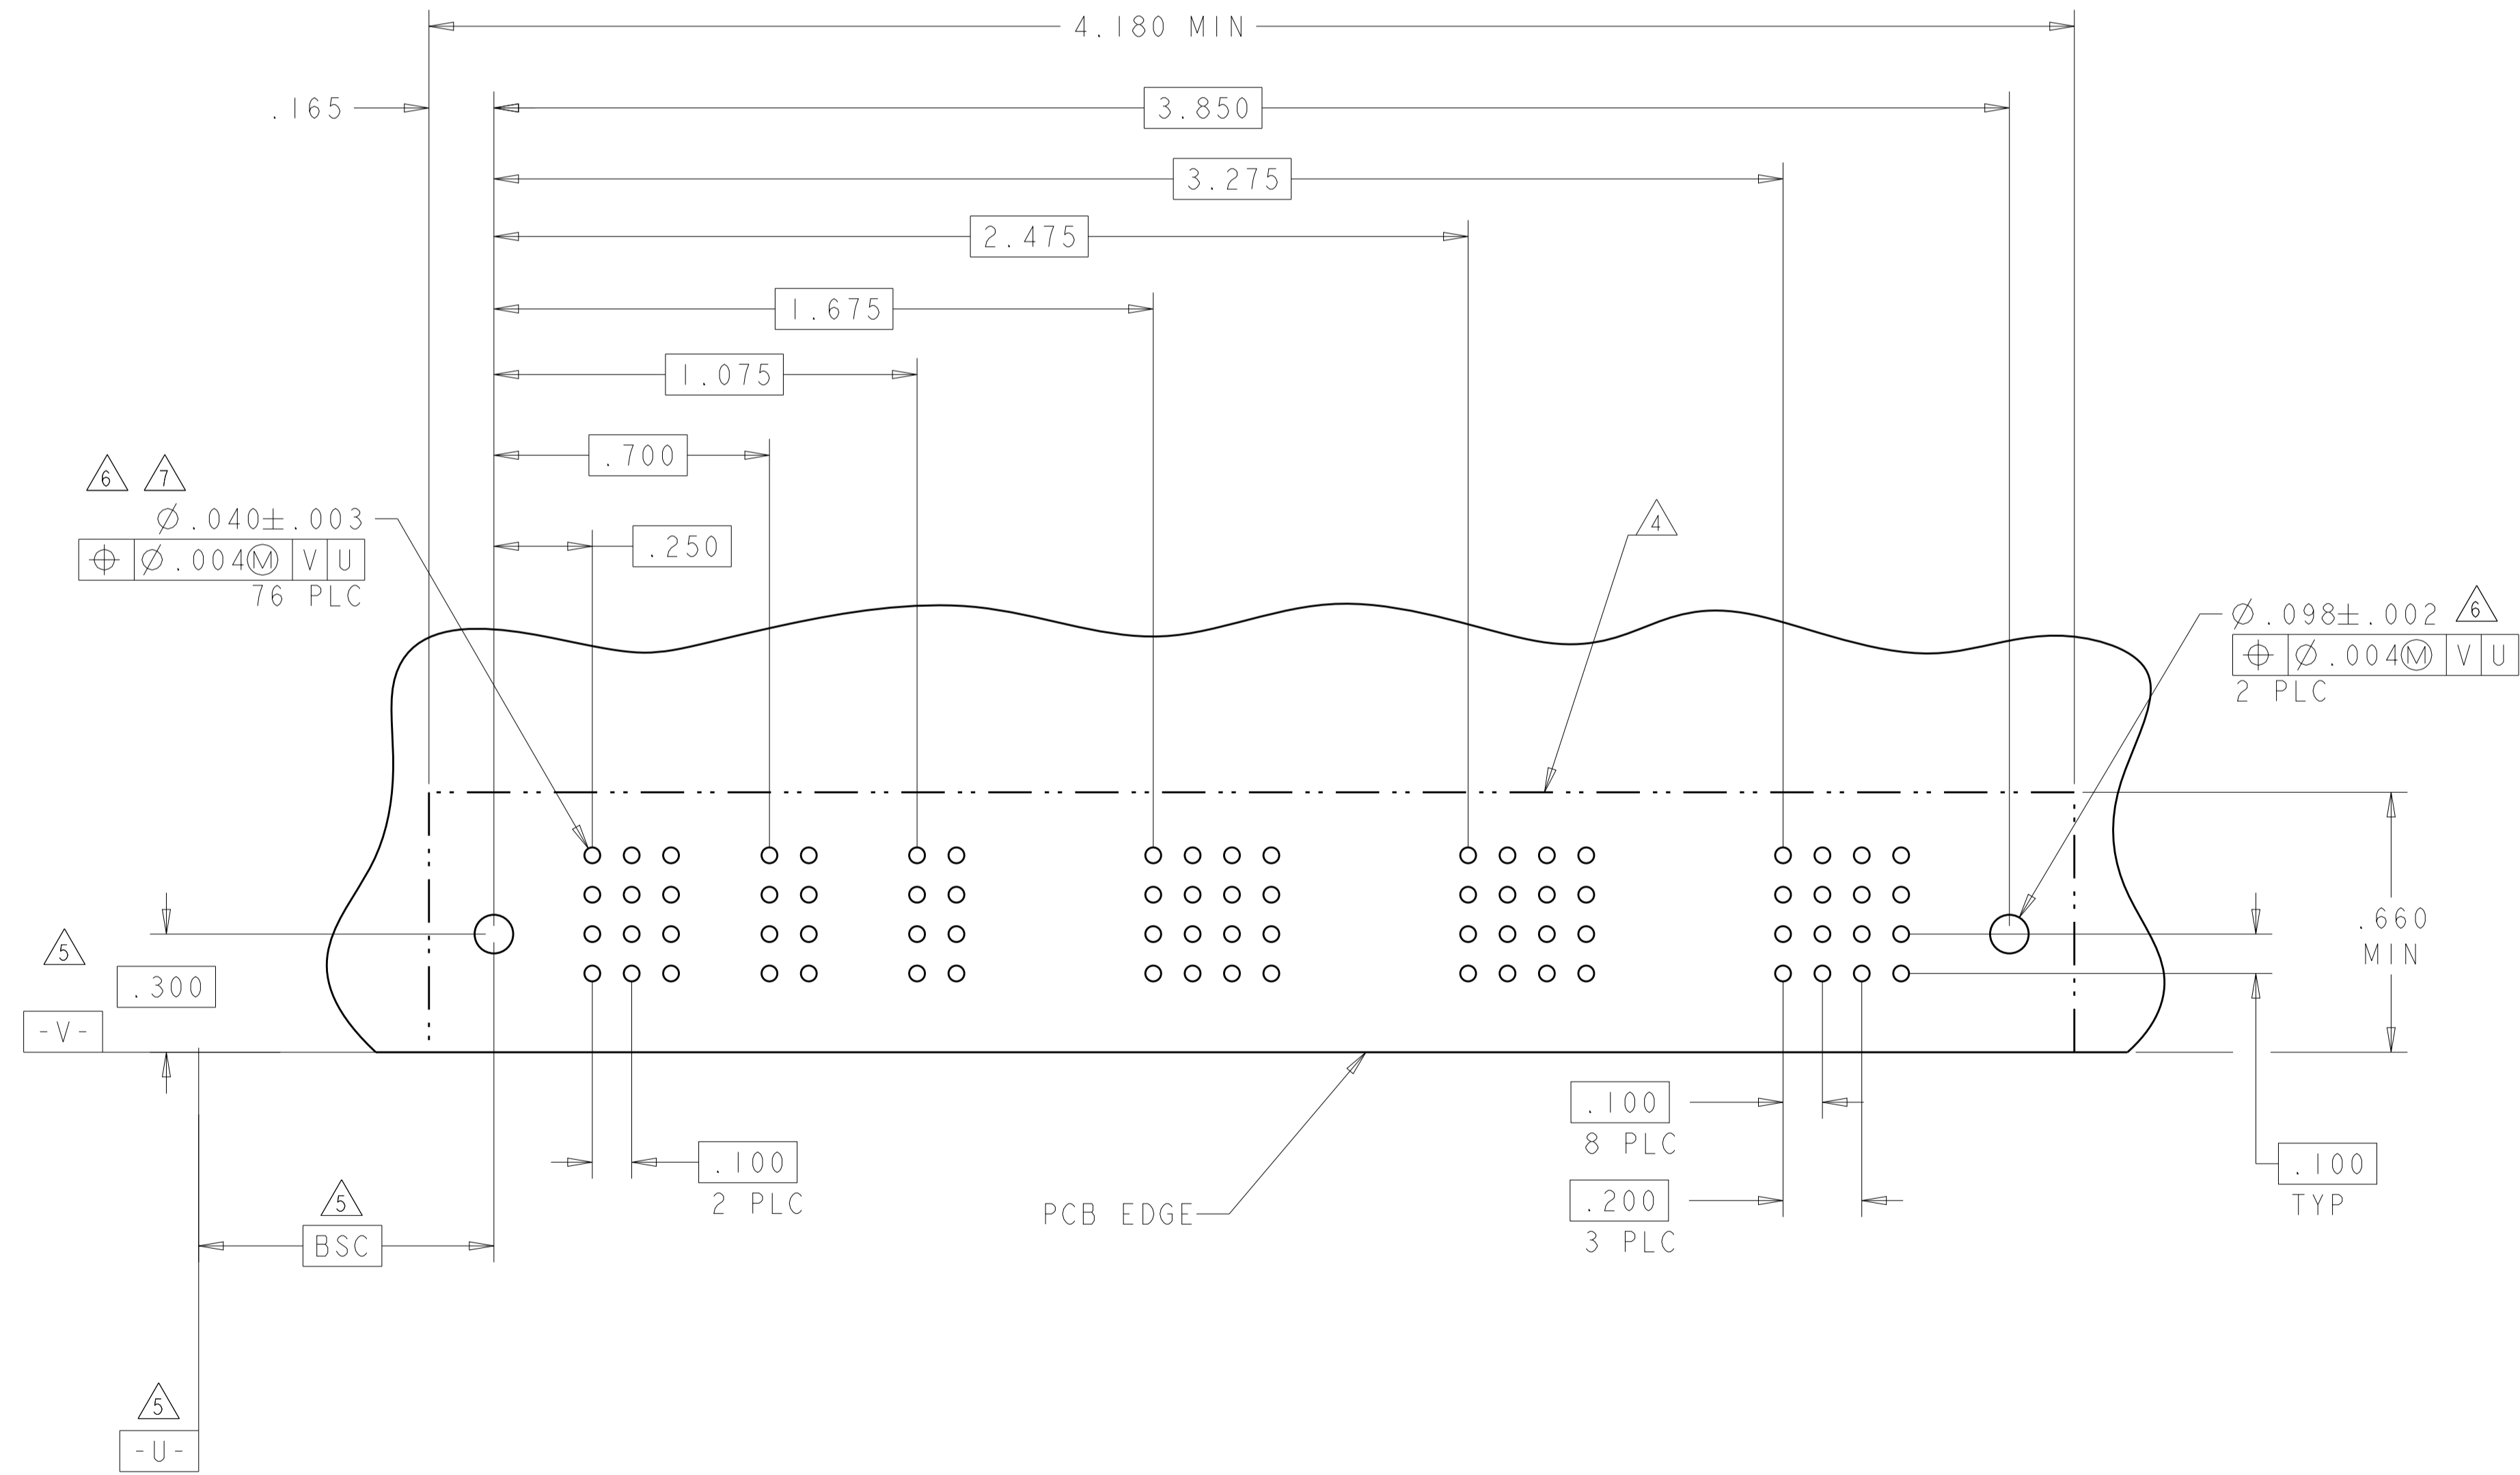 4.180 MIN
.165
3.850
3.275
2.475
1.675
1.075
.700
6 7
⌀.040±.003
⌖ ⌀.004Ⓜ V U
76 PLC
.250
4
⌀.098±.002 6
⌖ ⌀.004Ⓜ V U
2 PLC
5
.300
-V-
.660
MIN
.100
8 PLC
.100
2 PLC
.100
TYP
5
BSC
PCB EDGE
.200
3 PLC
5
-U-